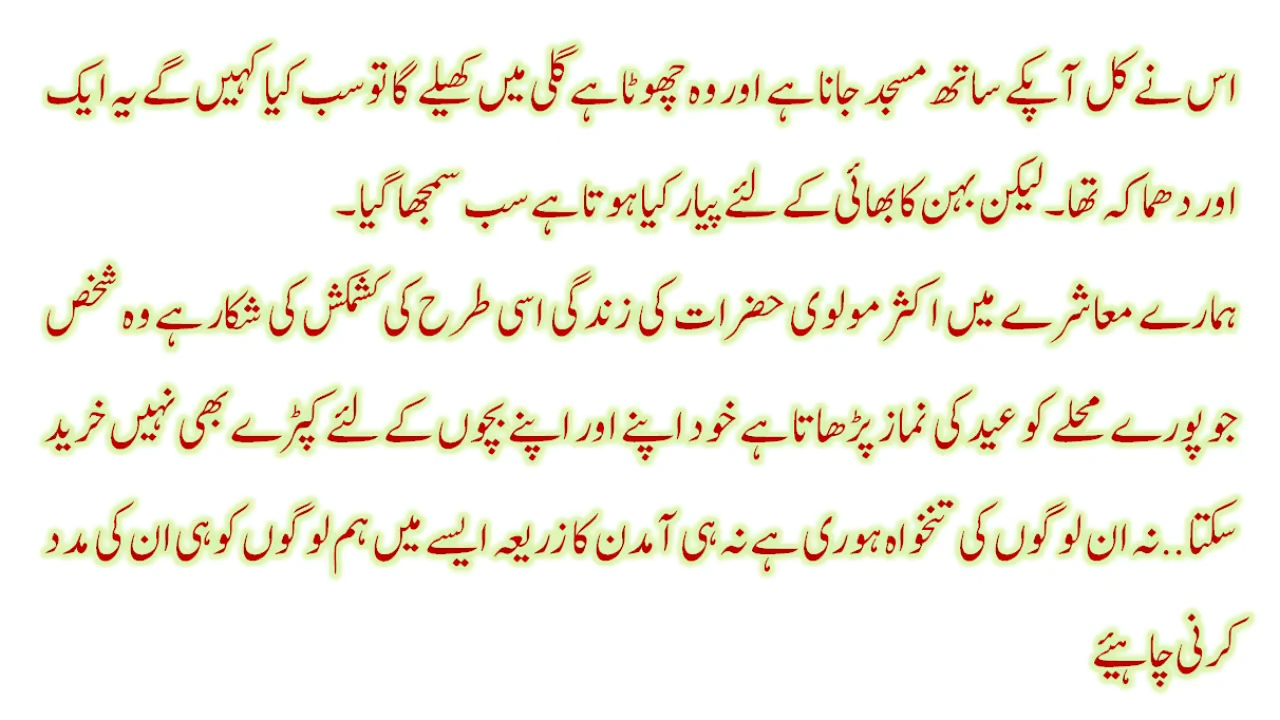 اس نے کل آپکے ساتھ مسجد جانا ہے اور وہ چھوٹا ہے گلی میں کھیلے گا تو سب کیا کہیں گے یہ ایک
اور دھماکہ تھا۔ لیکن بہن کا بھائی کے لئے پیار کیا ہوتا ہے سب سمجھا گیا۔
ہمارے معاشرے میں اکثر مولوی حضرات کی زندگی اسی طرح کی کشمکش کی شکار ہے وہ شخص
جو پورے محلے کو عید کی نماز پڑھاتا ہے خود اپنے اور اپنے بچوں کے لئے کپڑے بھی نہیں خرید
سکتا..نہ ان لوگوں کی تنخواہ ہوری ہے نہ ہی آمدن کا زریعہ ایسے میں ہم لوگوں کو ہی ان کی مدد
کرنی چاہیئے